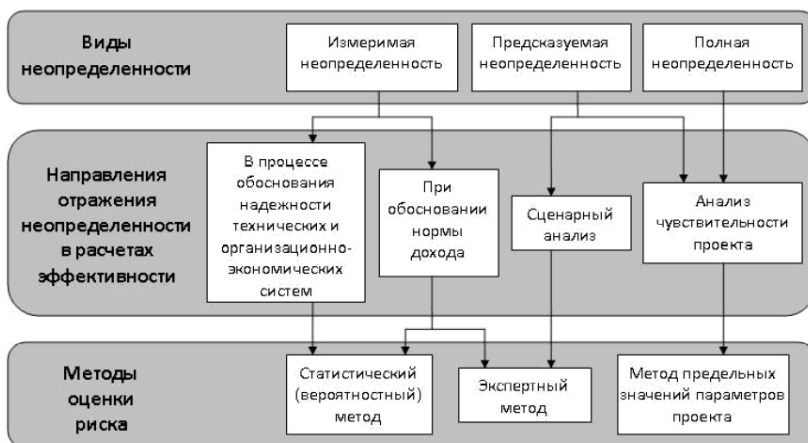 Виды
неопределенности
Измеримая
неопределенность
Предсказуемая
неопределенность
Полная
неопределенность
Направления
отражения
неопределенности
в расчетах
эффективности
В процессе
обоснования
надежности
технических и
организационно-
экономических
систем
При
обосновании
нормы
дохода
Сценарный
анализ
Анализ
чувствительности
проекта
Методы
оценки
риска
Статистический
(вероятностный)
метод
Экспертный
метод
Метод предельных
значений параметров
проекта